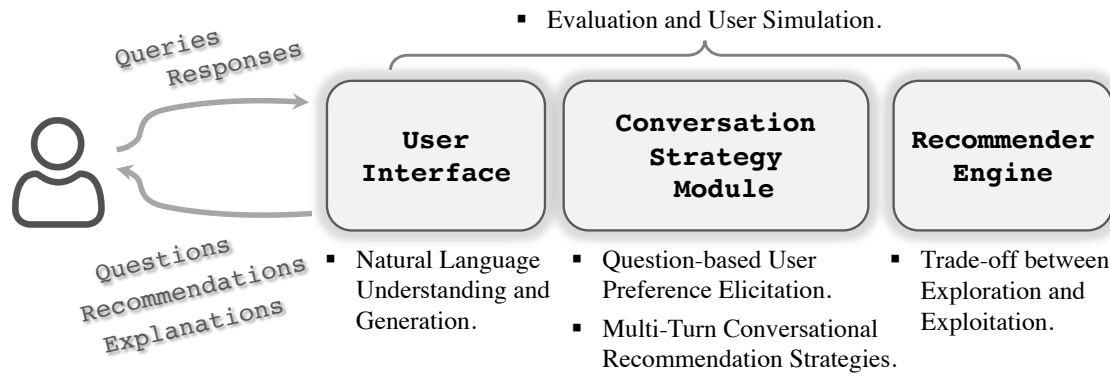 ▪ Evaluation and User Simulation.
Queries
Responses
User
Interface
Conversation
Strategy
Module
Recommender
Engine
Questions
Recommendations
Explanations
▪ Natural Language
Understanding and
Generation.
▪ Question-based User
Preference Elicitation.
▪ Multi-Turn Conversational
Recommendation Strategies.
▪ Trade-off between
Exploration and
Exploitation.